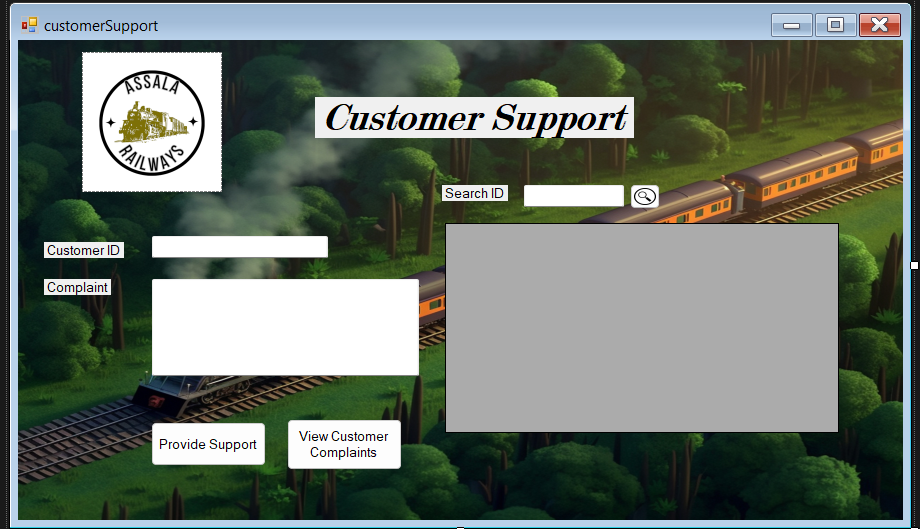 customerSupport
ASSALA
RAILWAYS
Customer Support
Search ID
Customer ID
Complaint
Provide Support
View Customer
Complaints